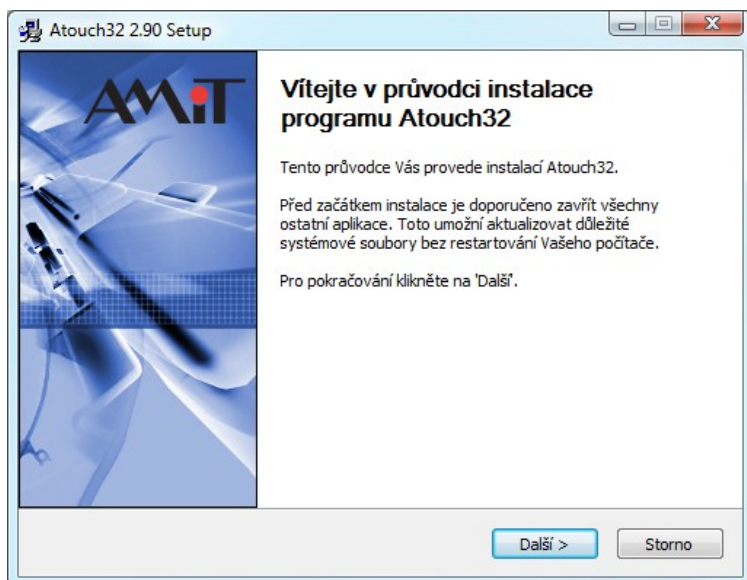 Atouch32 2.90 Setup
AMiT
Vítejte v průvodci instalace
programu Atouch32
Tento průvodce Vás provede instalací Atouch32.
Před začátkem instalace je doporučeno zavřít všechny
ostatní aplikace. Toto umožní aktualizovat důležité
systémové soubory bez restartování Vašeho počítače.
Pro pokračování klikněte na 'Další'.
Další >
Storno